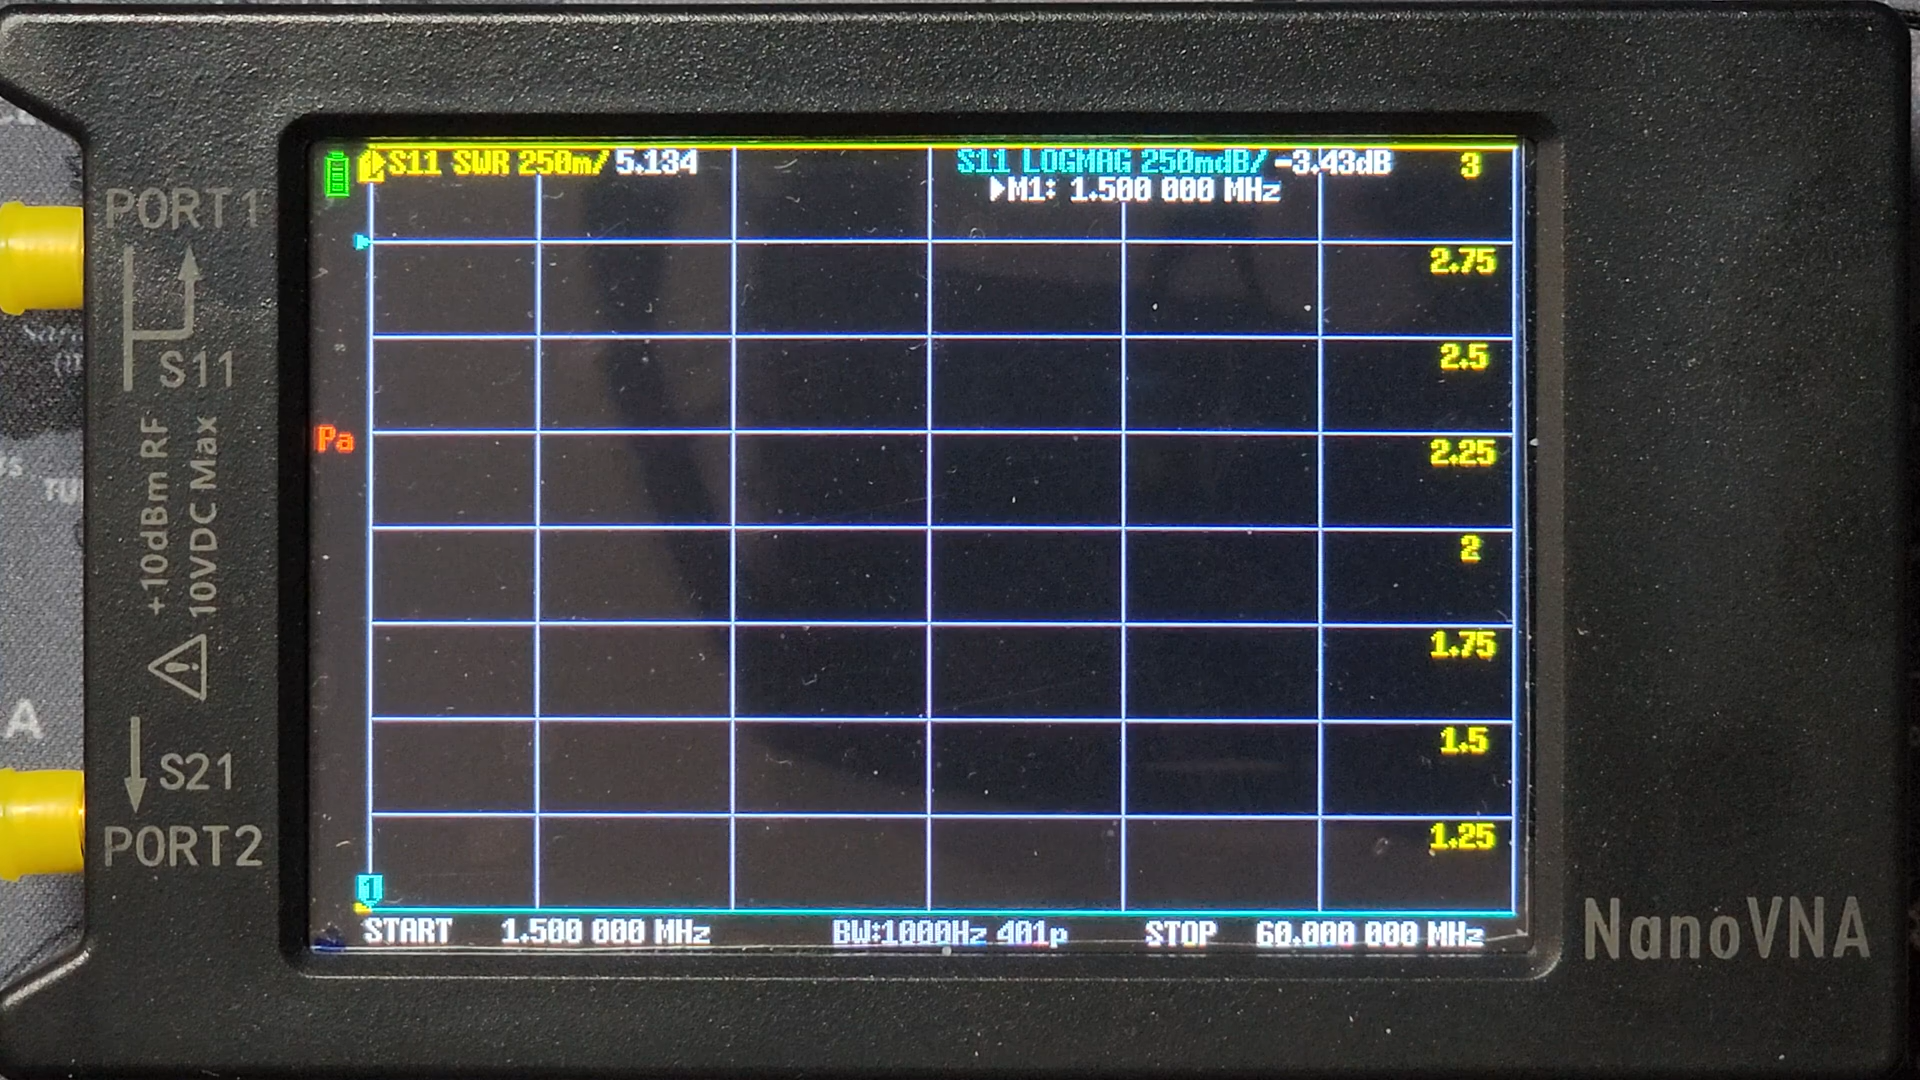 S11 SWR 250m/ 5.134
S11 LOGMAG 250mdB/ -3.43dB
M1: 1.500 000 MHz
3
2.75
2.5
2.25
2
1.75
1.5
1.25
Pa
1
START 1.500 000 MHz
BW:1000Hz 401p
STOP 60.000 000 MHz
PORT1
S11
+10dBm RF
10VDC Max
S21
PORT2
NanoVNA
A